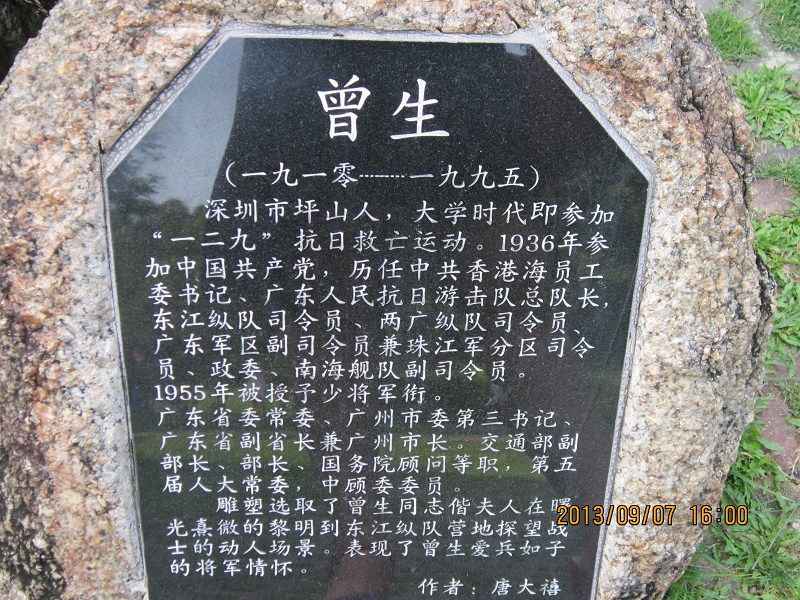 曾生
（一九一零┄┄┄一九九五）
深圳市坪山人，大学时代即参加
“一二九”抗日救亡运动。1936年参
加中国共产党，历任中共香港海员工
委书记、广东人民抗日游击队总队长，
东江纵队司令员、两广纵队司令员、
广东军区副司令员兼珠江军分区司令
员、政委、南海舰队副司令员。
1955年被授予少将军衔。
广东省委常委、广州市委第三书记、
广东省副省长兼广州市长。交通部副
部长、部长、国务院顾问等职，第五
届人大常委，中顾委委员。
雕塑选取了曾生同志偕夫人在曙
光熹微的黎明到东江纵队营地探望战
士的动人场景。表现了曾生爱兵如子
的将军情怀。
作者：唐大禧
2013/09/07 16:00